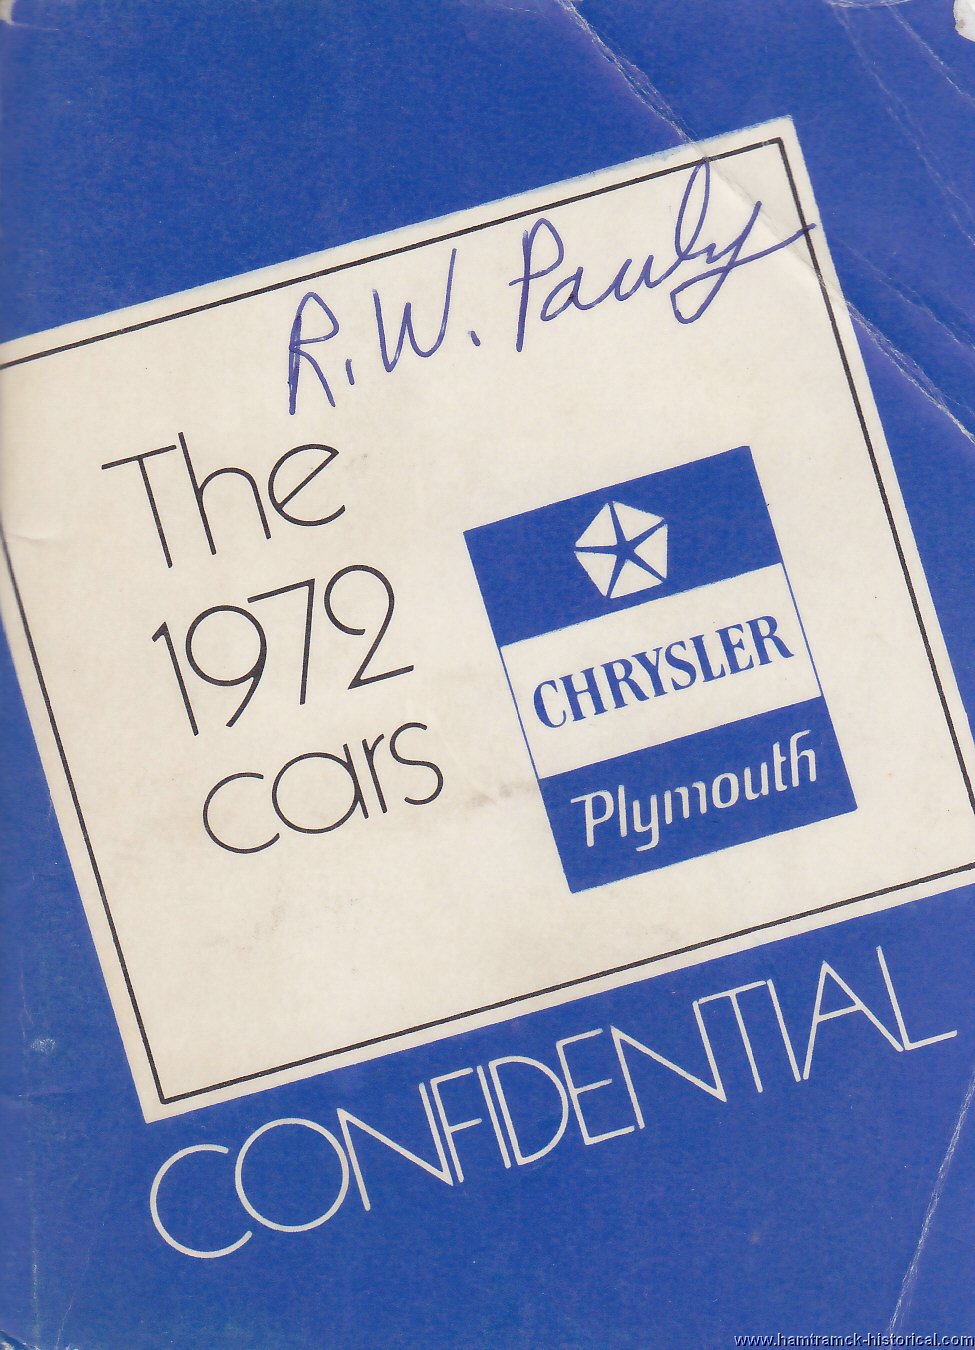 R. W. Pauly
The
1972
cars
CHRYSLER
Plymouth
CONFIDENTIAL
www.hamtramck-historical.com